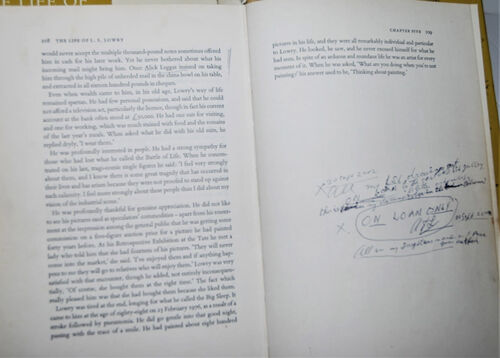 LIFE OF
108 THE LIFE OF L. S. LOWRY
would never accept the multiple thousand-pound notes sometimes offered
him in cash for his later work. Yet he never bothered about what his
incoming mail might bring him. Once Alick Leggat insisted on taking
him through the high pile of unheeded mail in the china bowl on his table,
and extracted in all sixteen hundred pounds in cheques.
Even when wealth came to him, in his old age, Lowry's way of life
remained spartan. He had few personal possessions, and said that he could
not afford a television set, particularly the licence, though in fact his current
account at the bank often stood at £30,000. He had one suit for visiting,
and one for working, which was much stained with food and the remains
of the last year's meals. When asked what he did with his old suits, he
replied dryly, 'I wear them.'
He was profoundly interested in people. He had a strong sympathy for
those who had lost what he called the Battle of Life. When he
on his last, tragi-comic single figures he said: 'I feel very strongly
about them, and I know there is some great tragedy that has occurred in
their lives and has arisen because they were not proofed to stand up against
such calamity. I feel more strongly about these people than I did about my
vision of the industrial scene.'
He was profoundly thankful for genuine appreciation. He did not like
to see his pictures used as speculators' commodities – apart from his
at the impression among the general public that he was getting some
commission on a five-figure auction price for a picture he had painted
forty years before. At his Retrospective Exhibition at the Tate he met a
lady who told him that she had fourteen of his pictures. 'They will never
come into the market,' she said. 'I've enjoyed them and if anything hap-
pens to me they will go to relatives who will enjoy them.' Lowry was very
satisfied with that encounter, though he added, not entirely inconsequen-
tially, 'Of course, she bought them at the right time.' The fact which
really pleased him was that she had bought them because she liked them.
Lowry was tired at the end, longing for what he called the Big Sleep. It
came to him at the age of eighty-eight on 23 February 1976, as a result of a
stroke followed by pneumonia. He did go gentle into that good night,
passing with the trace of a smile. He had painted about eight hundred
CHAPTER FIVE 109
pictures in his life, and they were all remarkably individual and particular
to Lowry. He looked, he saw, and he never excused himself for what he
had seen. In spite of an arduous and mundane life he was an artist for every
moment of it. When he was asked, 'What are you doing when you're not
painting?' his answer used to be, 'Thinking about painting.'
2002
X All my
X. ON LOAN ONLY
All my